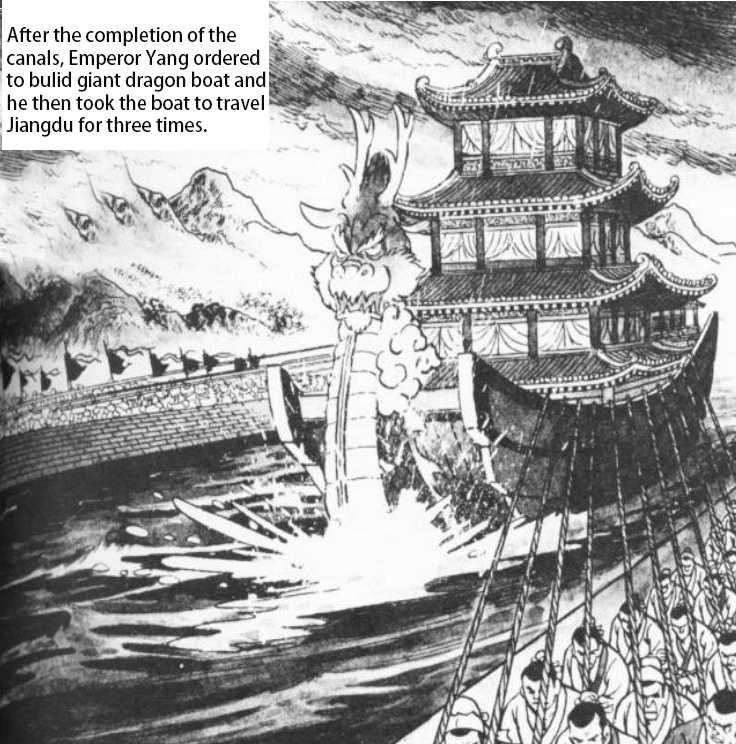 After the completion of the
canals, Emperor Yang ordered
to bulid giant dragon boat and
he then took the boat to travel
Jiangdu for three times.